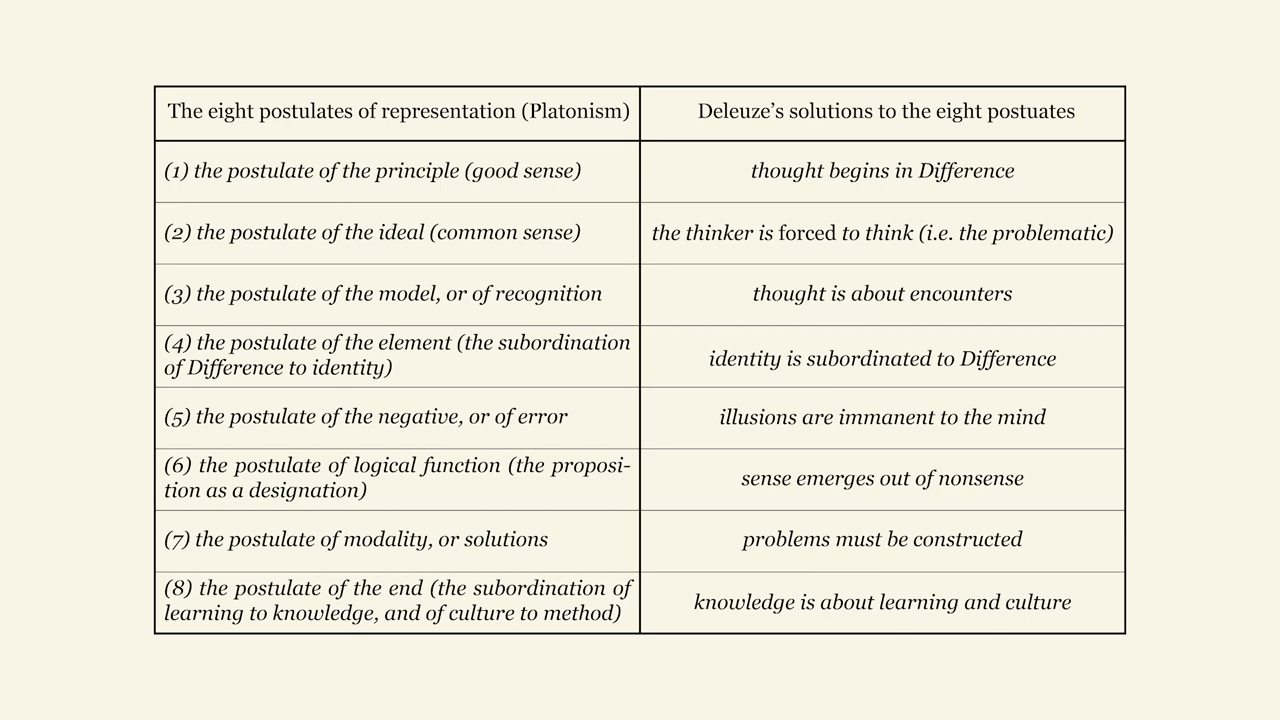 The eight postulates of representation (Platonism)
Deleuze’s solutions to the eight postuates
(1) the postulate of the principle (good sense)
thought begins in Difference
(2) the postulate of the ideal (common sense)
the thinker is forced to think (i.e. the problematic)
(3) the postulate of the model, or of recognition
thought is about encounters
(4) the postulate of the element (the subordination
of Difference to identity)
identity is subordinated to Difference
(5) the postulate of the negative, or of error
illusions are immanent to the mind
(6) the postulate of logical function (the proposi-
tion as a designation)
sense emerges out of nonsense
(7) the postulate of modality, or solutions
problems must be constructed
(8) the postulate of the end (the subordination of
learning to knowledge, and of culture to method)
knowledge is about learning and culture